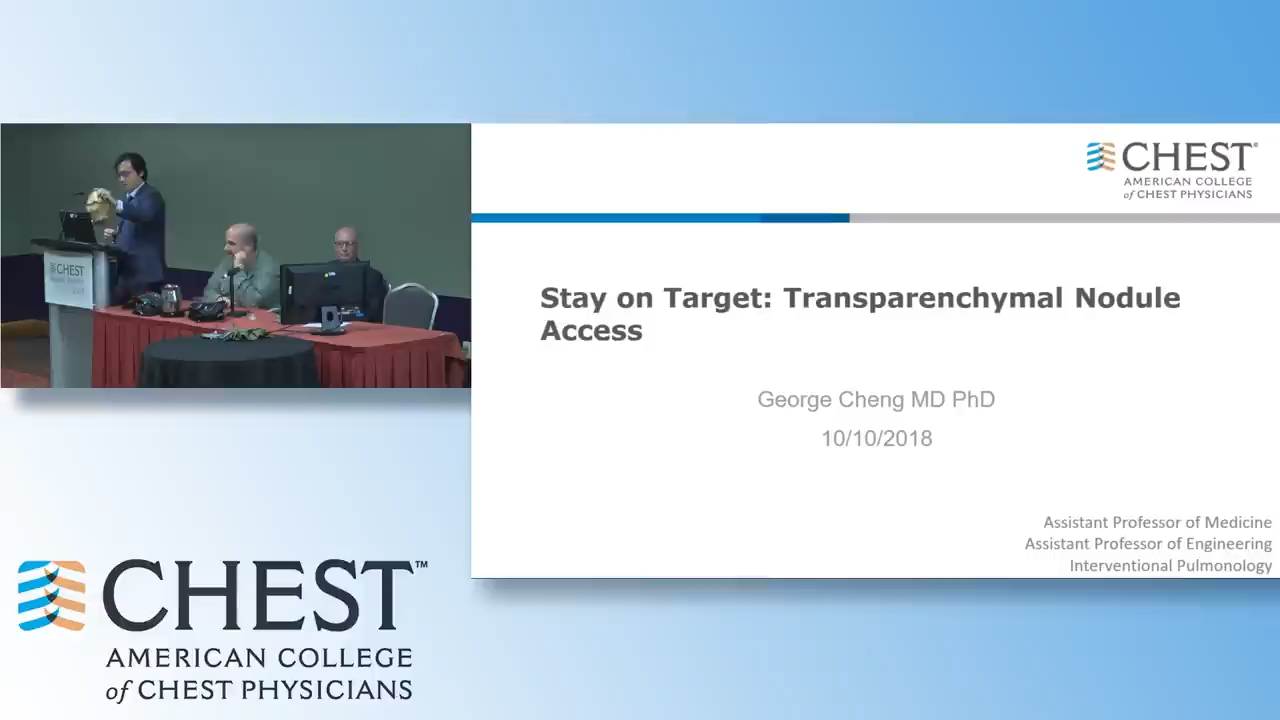 CHEST
AMERICAN COLLEGE
of CHEST PHYSICIANS
Stay on Target: Transparenchymal Nodule
Access
George Cheng MD PhD
10/10/2018
Assistant Professor of Medicine
Assistant Professor of Engineering
Interventional Pulmonology
CHEST
CHEST™
AMERICAN COLLEGE
of CHEST PHYSICIANS